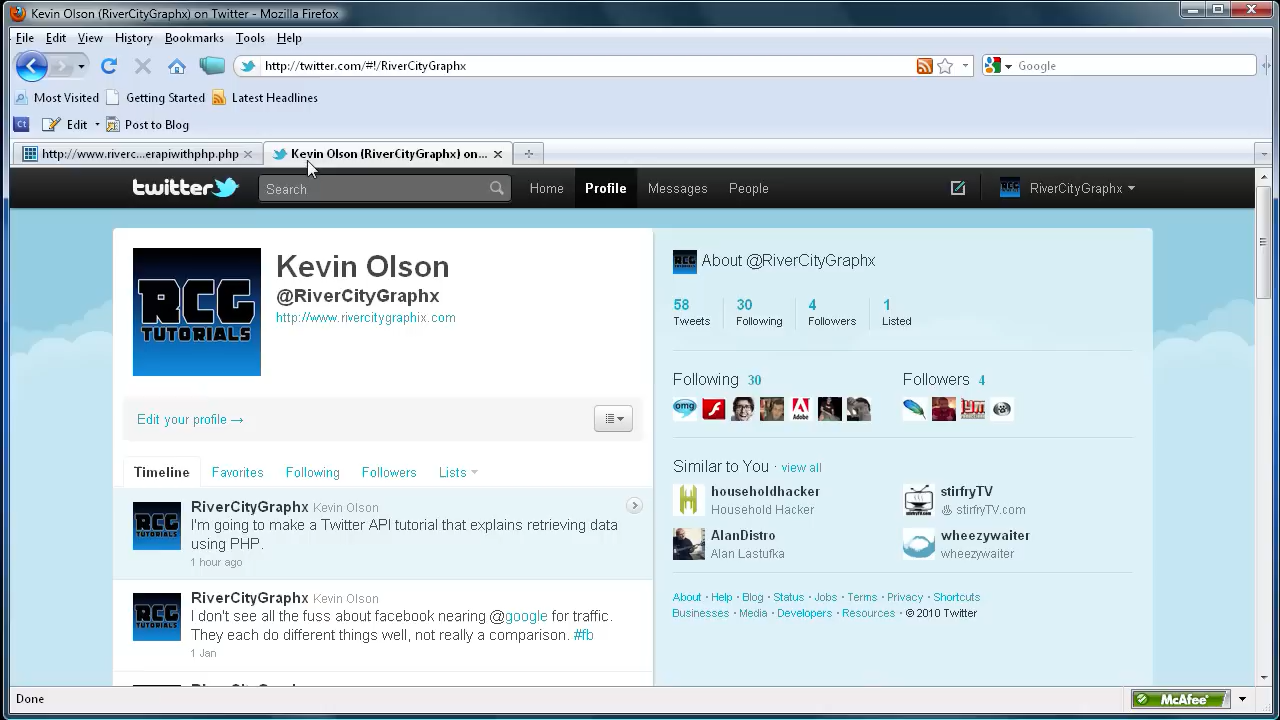 Kevin Olson (RiverCityGraphx) on Twitter - Mozilla Firefox
File Edit View History Bookmarks Tools Help
http://twitter.com/#!/RiverCityGraphx
Google
Most Visited Getting Started Latest Headlines
Ct Edit Post to Blog
http://www.riverc...erapiwithphp.php
Kevin Olson (RiverCityGraphx) on...
twitter Search Home Profile Messages People RiverCityGraphx
RCG
TUTORIALS
Kevin Olson
@RiverCityGraphx
http://www.rivercitygraphix.com
Edit your profile →
Timeline Favorites Following Followers Lists
RiverCityGraphx Kevin Olson
I'm going to make a Twitter API tutorial that explains retrieving data
using PHP.
1 hour ago
RiverCityGraphx Kevin Olson
I don't see all the fuss about facebook nearing @google for traffic.
They each do different things well, not really a comparison. #fb
1 Jan
About @RiverCityGraphx
58 30 4 1
Tweets Following Followers Listed
Following 30 Followers 4
Similar to You · view all
householdhacker
Household Hacker
stirfryTV
stirfryTV.com
AlanDistro
Alan Lastufka
wheezywaiter
wheezywaiter
About · Help · Blog · Status · Jobs · Terms · Privacy · Shortcuts
Businesses · Media · Developers · Resources · © 2010 Twitter
Done
McAfee